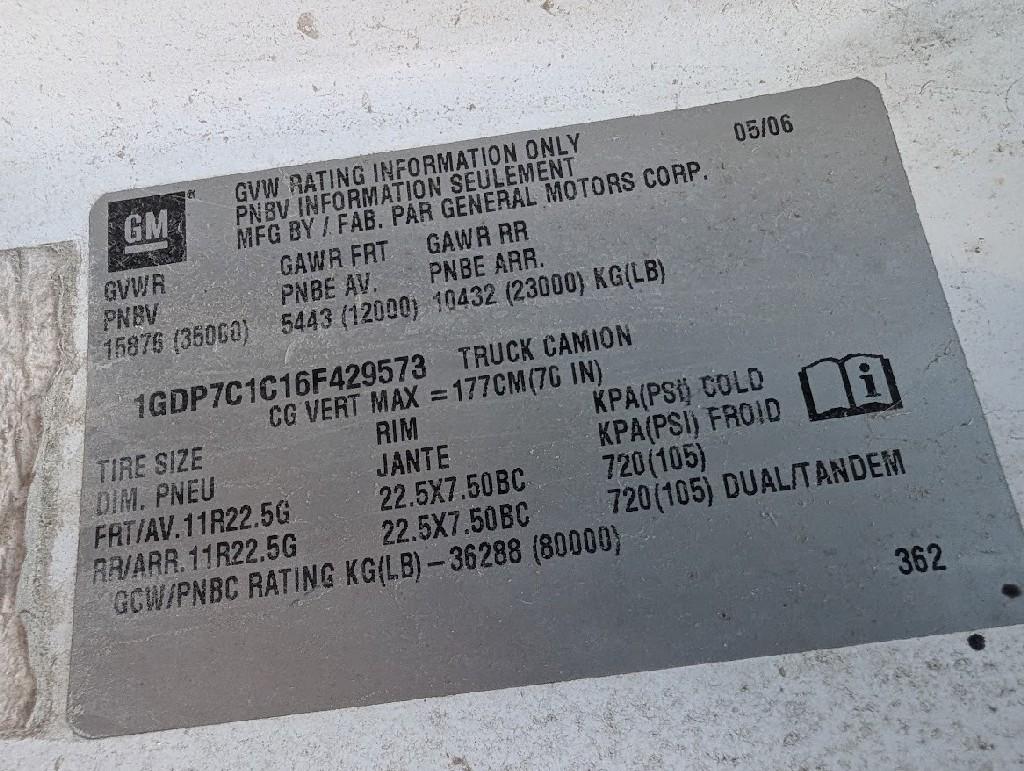 05/06
GM
GVW RATING INFORMATION ONLY
PNBV INFORMATION SEULEMENT
MFG BY / FAB. PAR GENERAL MOTORS CORP.
GVWR GAWR FRT GAWR RR
PNBV PNBE AV. PNBE ARR.
15876 (35000) 5443 (12000) 10432 (23000) KG(LB)
1GDP7C1C16F429573 TRUCK CAMION
CG VERT MAX = 177CM(70 IN)
TIRE SIZE RIM KPA(PSI) COLD
DIM. PNEU JANTE KPA(PSI) FROID
FRT/AV.11R22.5G 22.5X7.50BC 720(105)
RR/ARR.11R22.5G 22.5X7.50BC 720(105) DUAL/TANDEM
GCW/PNBC RATING KG(LB) – 36288 (80000)
362